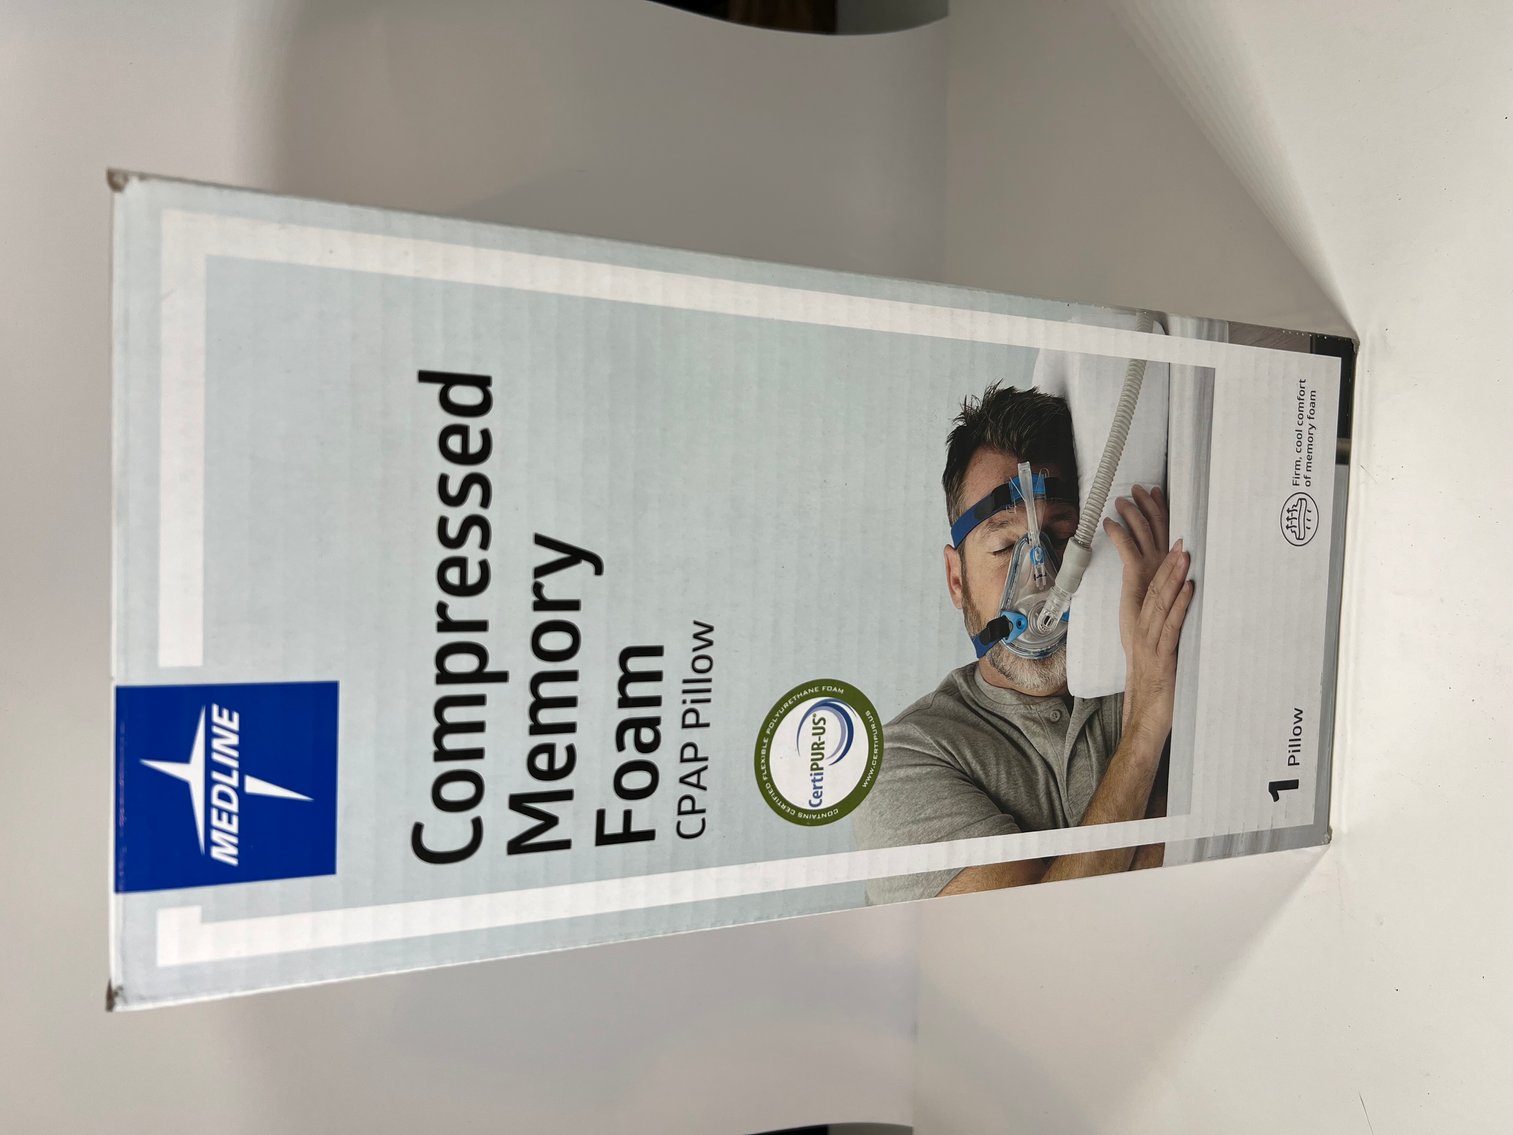 MEDLINE
Compressed
Memory
Foam
CPAP Pillow
CONTAINS CERTIFIED FLEXIBLE POLYURETHANE FOAM
CertiPUR-US®
WWW.CERTIPUR.US
1 Pillow
Firm, cool comfort
of memory foam